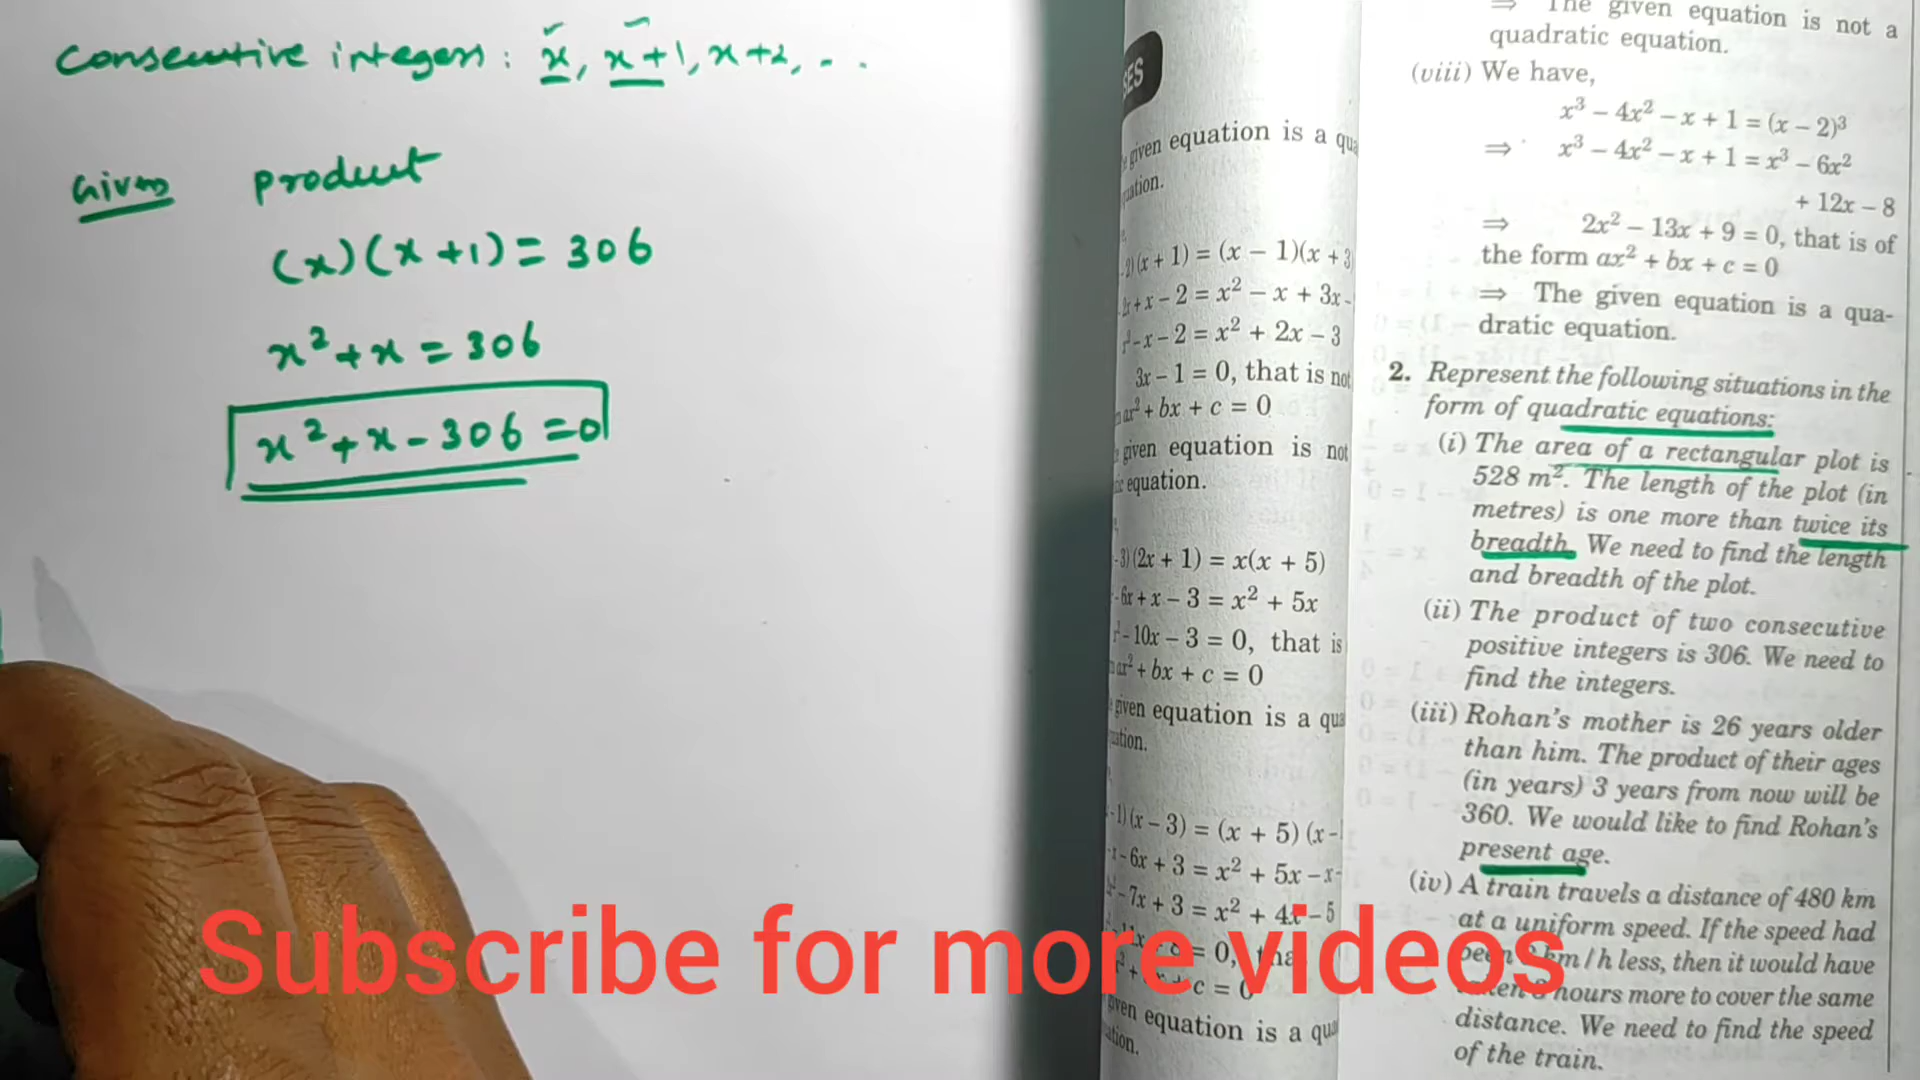 Consecutive integers : x, x+1, x+2, - .
Given product
(x)(x+1) = 306
x² + x = 306
x² + x - 306 = 0
SES
given equation is a qua
(x + 1) = (x – 1)(x + 3
+ x – 2 = x² – x + 3x -
– x – 2 = x² + 2x – 3
3x – 1 = 0, that is not
ax² + bx + c = 0
given equation is not
equation.
(2x + 1) = x(x + 5)
6x + x – 3 = x² + 5x
– 10x – 3 = 0, that is
ax² + bx + c = 0
given equation is a qua
(x – 3) = (x + 5) (x -
– 6x + 3 = x² + 5x – x
– 7x + 3 = x² + 4x – 5
= 0,
+ c = 0
given equation is a qua
⇒ The given equation is not a
quadratic equation.
(viii) We have,
x³ – 4x² – x + 1 = (x – 2)³
⇒ x³ – 4x² – x + 1 = x³ – 6x²
+ 12x – 8
⇒ 2x² – 13x + 9 = 0, that is of
the form ax² + bx + c = 0
⇒ The given equation is a qua-
dratic equation.
2. Represent the following situations in the
form of quadratic equations:
(i) The area of a rectangular plot is
528 m². The length of the plot (in
metres) is one more than twice its
breadth. We need to find the length
and breadth of the plot.
(ii) The product of two consecutive
positive integers is 306. We need to
find the integers.
(iii) Rohan's mother is 26 years older
than him. The product of their ages
(in years) 3 years from now will be
360. We would like to find Rohan's
present age.
(iv) A train travels a distance of 480 km
at a uniform speed. If the speed had
been km/h less, then it would have
hours more to cover the same
distance. We need to find the speed
of the train.
Subscribe for more videos